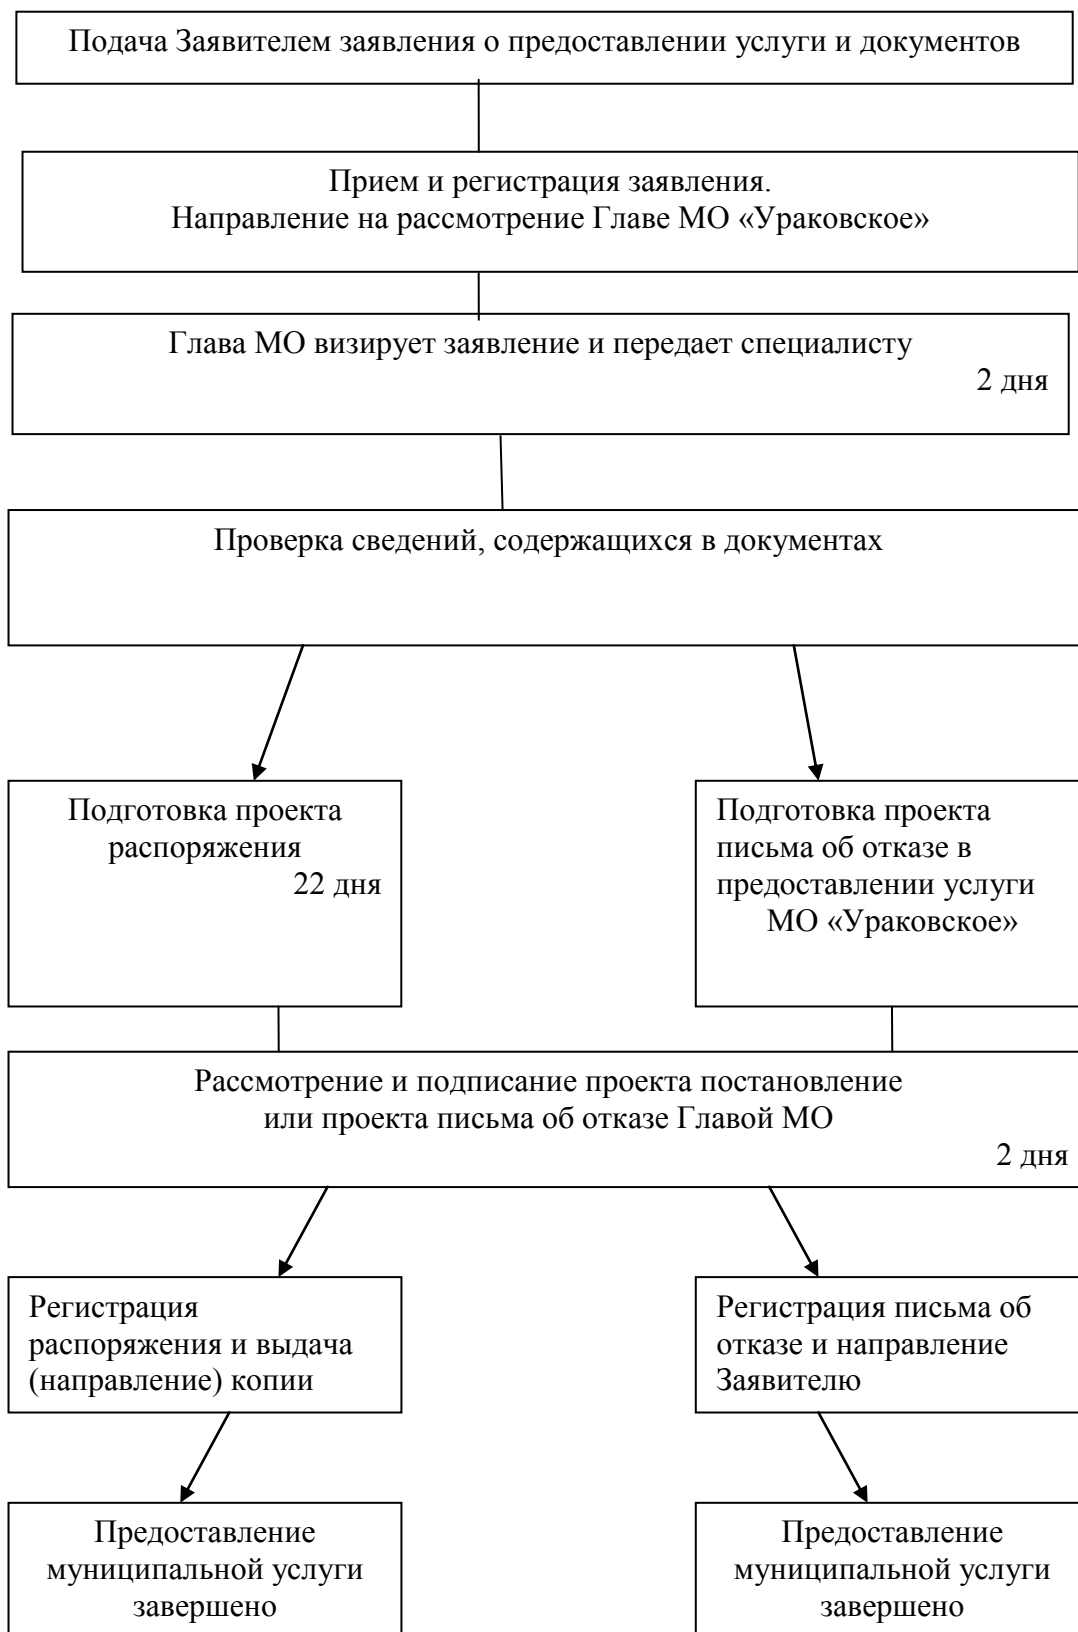 Подача Заявителем заявления о предоставлении услуги и документов
Прием и регистрация заявления.
Направление на рассмотрение Главе МО «Ураковское»
Глава МО визирует заявление и передает специалисту
2 дня
Проверка сведений, содержащихся в документах
Подготовка проекта
распоряжения
22 дня
Подготовка проекта
письма об отказе в
предоставлении услуги
МО «Ураковское»
Рассмотрение и подписание проекта постановление
или проекта письма об отказе Главой МО
2 дня
Регистрация
распоряжения и выдача
(направление) копии
Регистрация письма об
отказе и направление
Заявителю
Предоставление
муниципальной услуги
завершено
Предоставление
муниципальной услуги
завершено